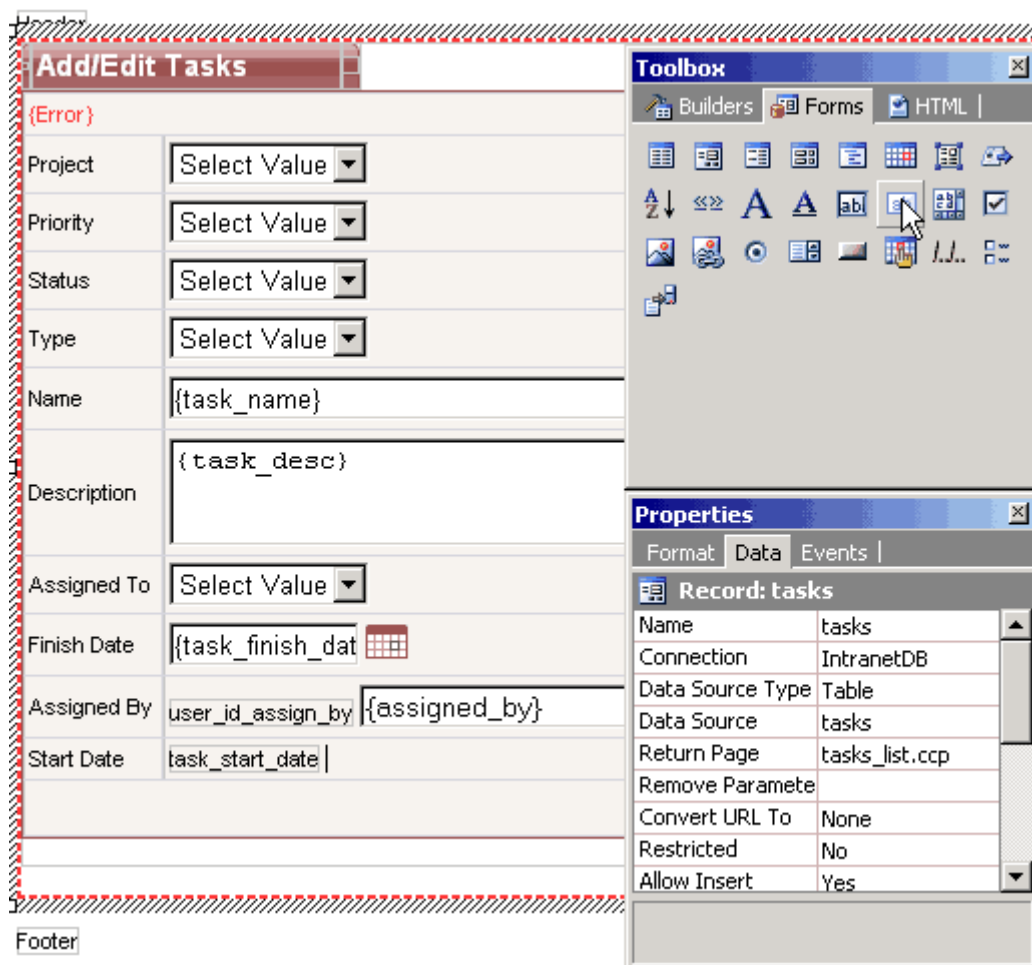 Header
Add/Edit Tasks
{Error}
Project Select Value
Priority Select Value
Status Select Value
Type Select Value
Name {task_name}
Description {task_desc}
Assigned To Select Value
Finish Date {task_finish_dat
Assigned By user_id_assign_by {assigned_by}
Start Date task_start_date
Footer
Toolbox
Builders Forms HTML
Properties
Format Data Events
Record: tasks
Name tasks
Connection IntranetDB
Data Source Type Table
Data Source tasks
Return Page tasks_list.ccp
Remove Paramete
Convert URL To None
Restricted No
Allow Insert Yes